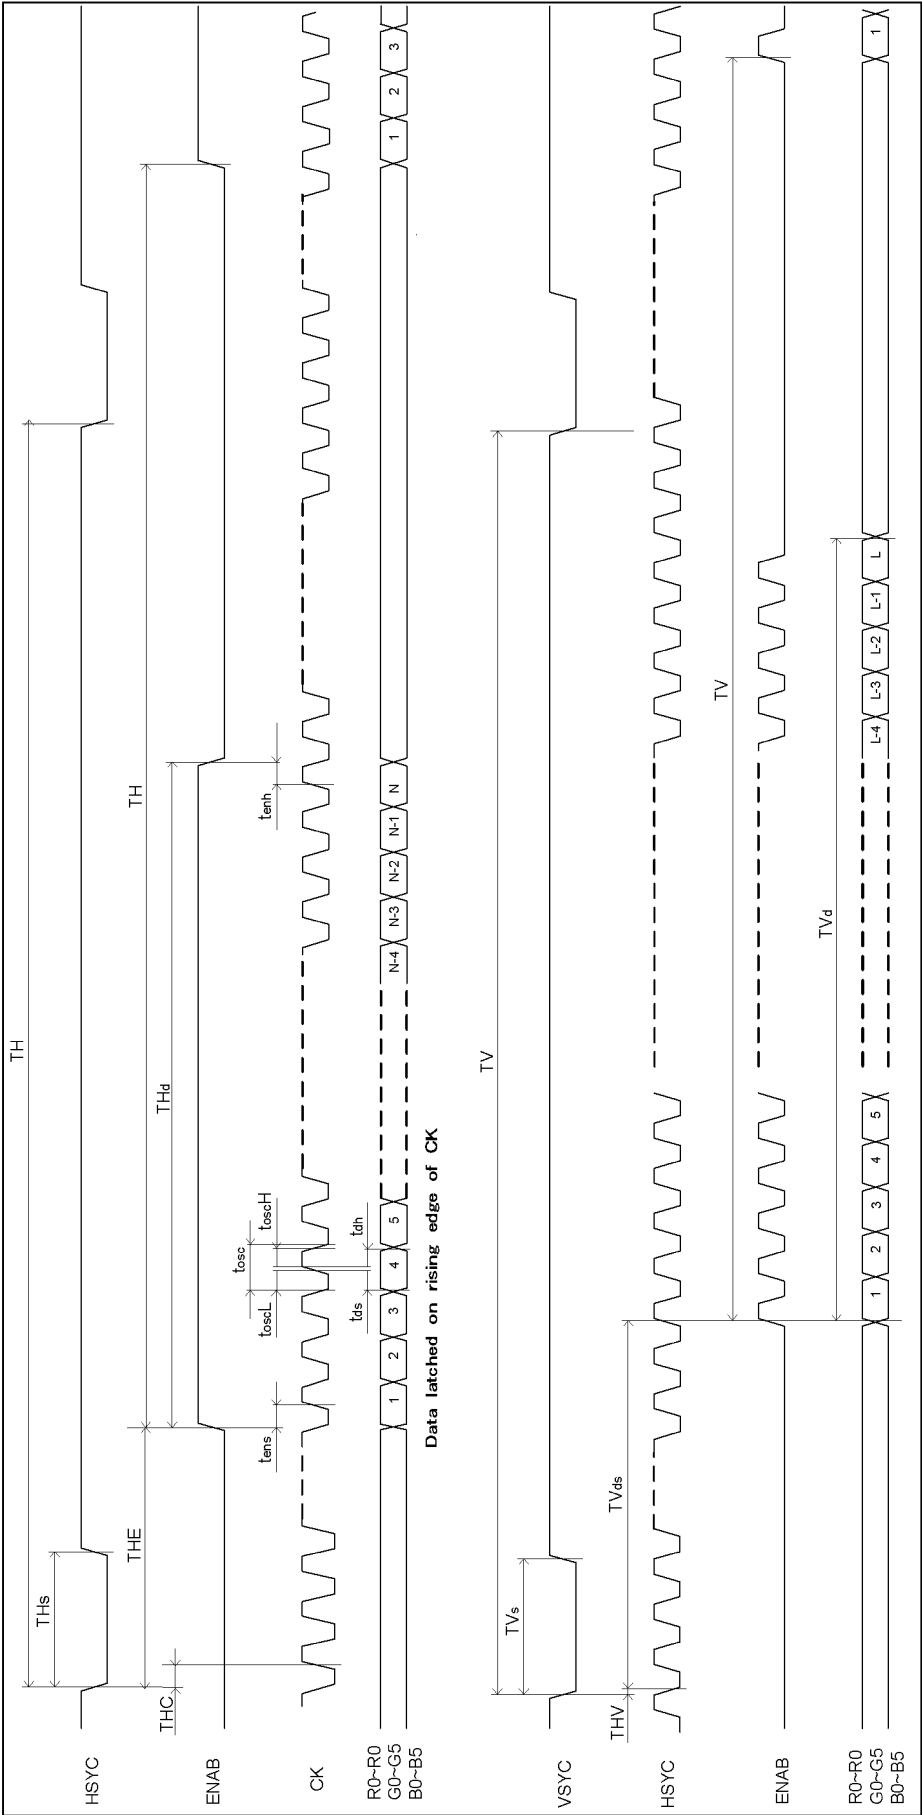 TH
HSYC
THs
TH
THE
THd
ENAB
THC
tens
tosc
toscL
toscH
tenh
CK
tds
tdh
R0~R0
G0~G5
B0~B5
1 2 3 4 5 N-4 N-3 N-2 N-1 N 1 2 3
Data latched on rising edge of CK
TV
VSYC
TVs
THV
TVds
HSYC
TV
ENAB
TVd
R0~R0
G0~G5
B0~B5
1 2 3 4 5 L-4 L-3 L-2 L-1 L 1